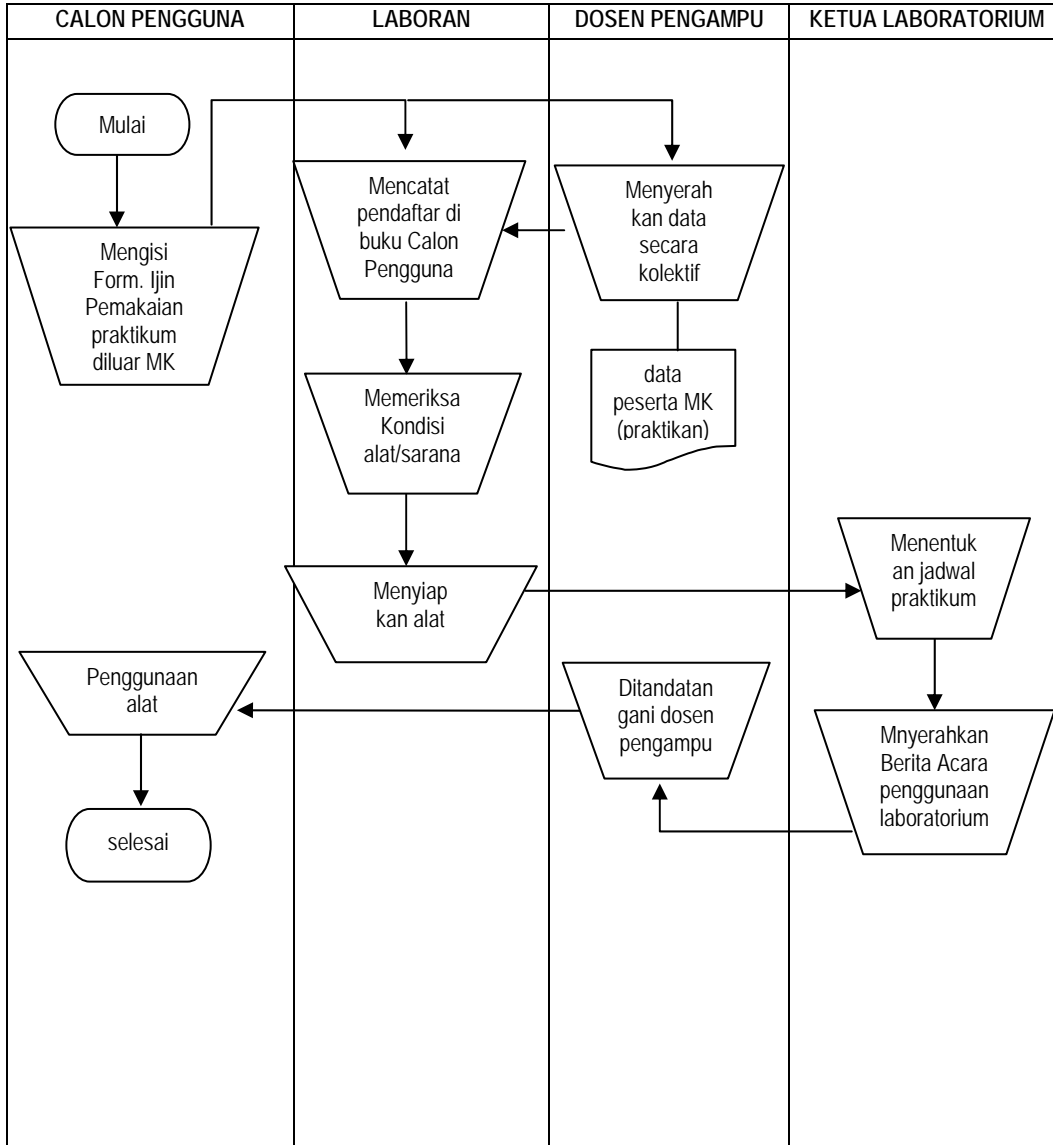 CALON PENGGUNA
LABORAN
DOSEN PENGAMPU
KETUA LABORATORIUM
Mulai
Mengisi
Form. Ijin
Pemakaian
praktikum
diluar MK
Mencatat
pendaftar di
buku Calon
Pengguna
Menyerah
kan data
secara
kolektif
data
peserta MK
(praktikan)
Memeriksa
Kondisi
alat/sarana
Menyiap
kan alat
Menentuk
an jadwal
praktikum
Mnyerahkan
Berita Acara
penggunaan
laboratorium
Ditandatan
gani dosen
pengampu
Penggunaan
alat
selesai